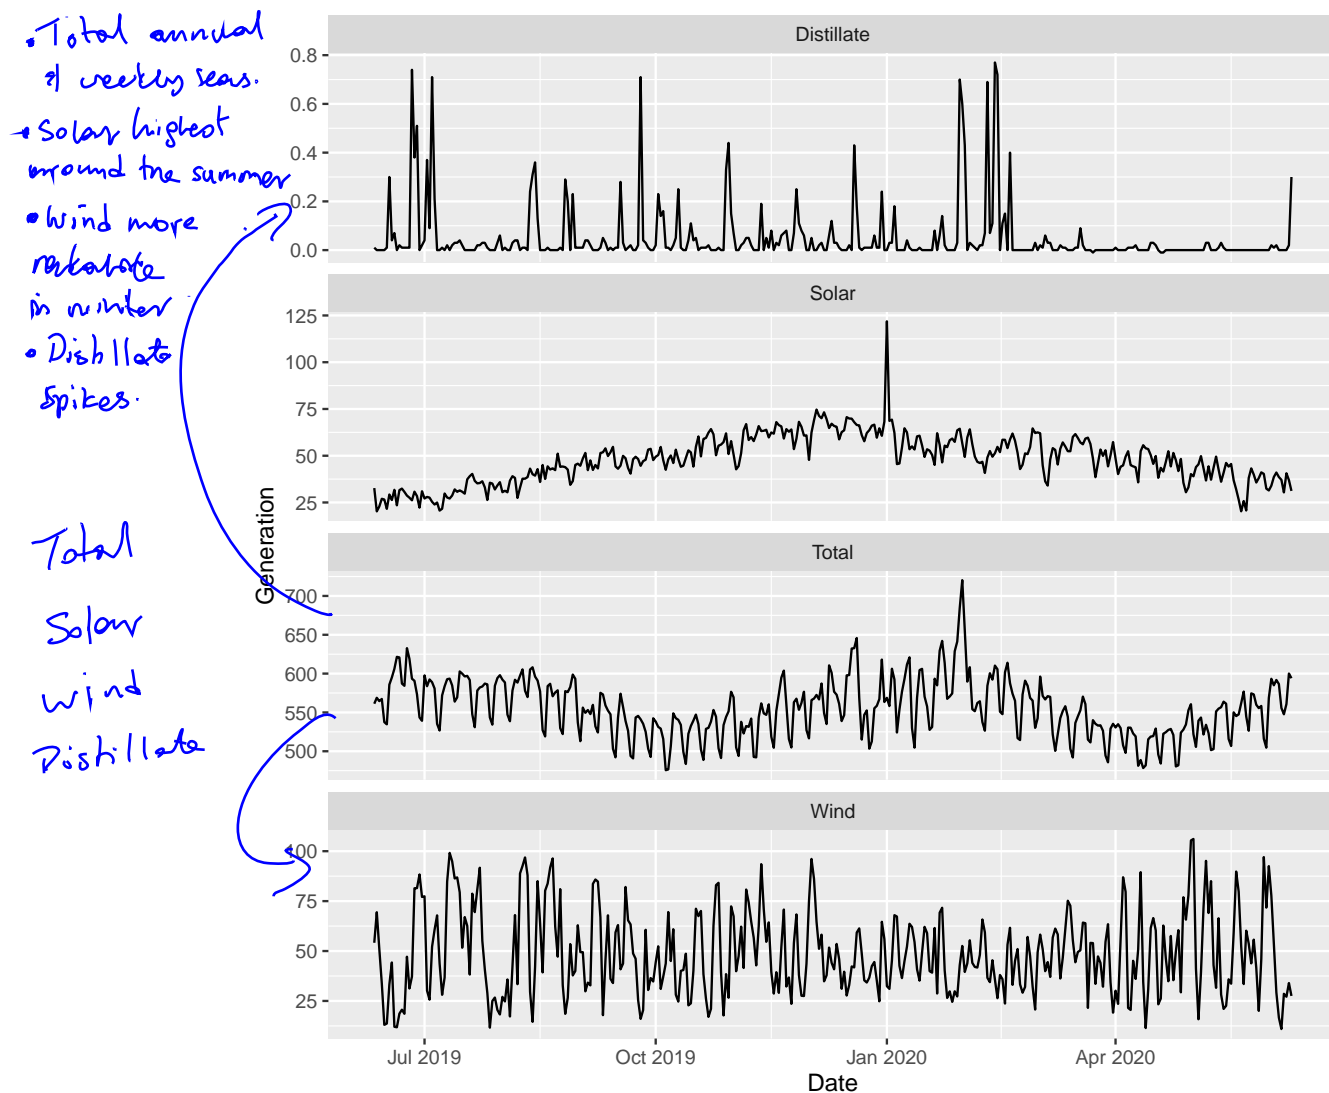 • Total annual
& weekly seas.
• Solar highest
around the summer
• Wind more
in winter
• Distillate
Spikes.
Total
Solar
wind
Distillate
Generation
Distillate
0.8
0.6
0.4
0.2
0.0
Solar
125
100
75
50
25
Total
700
650
600
550
500
Wind
100
75
50
25
Jul 2019 Oct 2019 Jan 2020 Apr 2020
Date